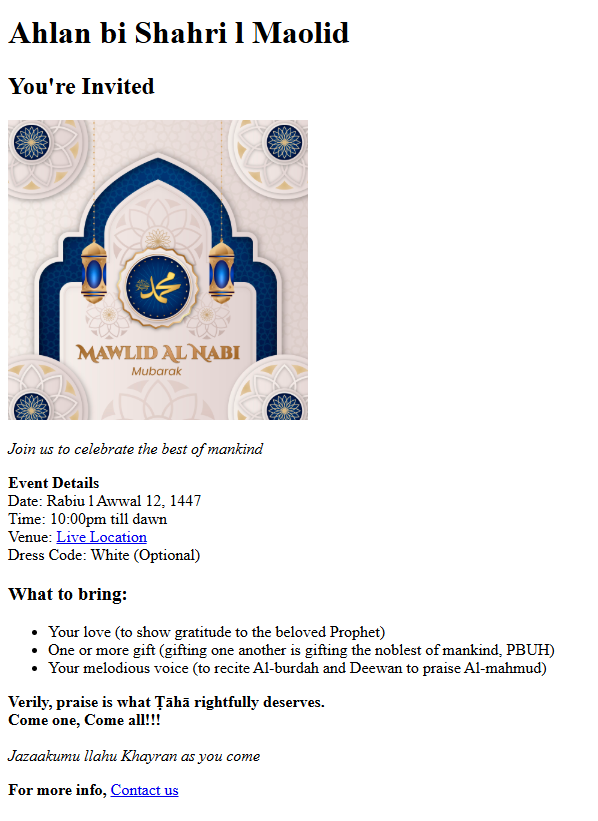 Ahlan bi Shahri l Maolid
You're Invited
محمد ﷺ
MAWLID AL NABI
Mubarak
Join us to celebrate the best of mankind
Event Details
Date: Rabiu l Awwal 12, 1447
Time: 10:00pm till dawn
Venue: Live Location
Dress Code: White (Optional)
What to bring:
• Your love (to show gratitude to the beloved Prophet)
• One or more gift (gifting one another is gifting the noblest of mankind, PBUH)
• Your melodious voice (to recite Al-burdah and Deewan to praise Al-mahmud)
Verily, praise is what Ṭāhā rightfully deserves.
Come one, Come all!!!
Jazaakumu llahu Khayran as you come
For more info, Contact us